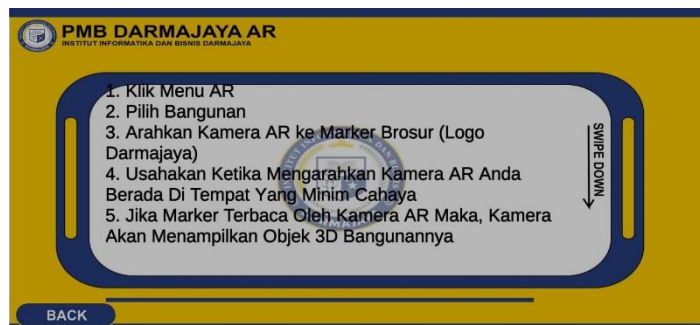 PMB DARMAJAYA AR
INSTITUT INFORMATIKA DAN BISNIS DARMAJAYA
1. Klik Menu AR
2. Pilih Bangunan
3. Arahkan Kamera AR ke Marker Brosur (Logo
Darmajaya)
4. Usahakan Ketika Mengarahkan Kamera AR Anda
Berada Di Tempat Yang Minim Cahaya
5. Jika Marker Terbaca Oleh Kamera AR Maka, Kamera
Akan Menampilkan Objek 3D Bangunannya
SWIPE DOWN
BACK